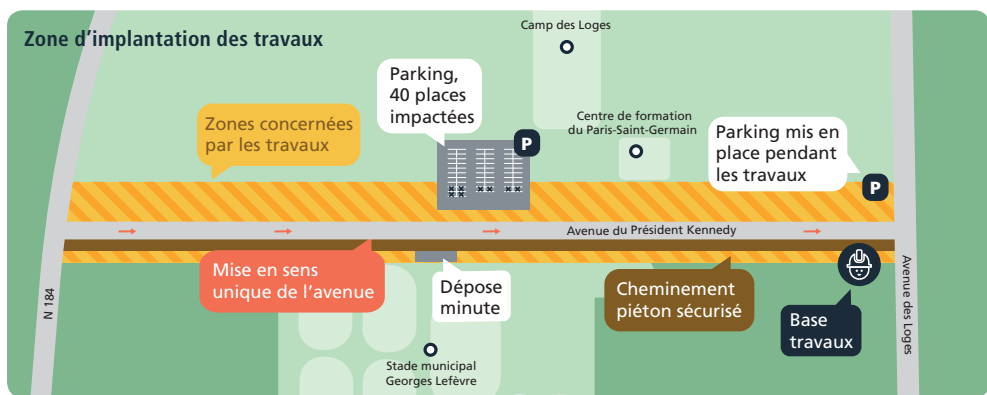 Zone d'implantation des travaux
Camp des Loges
Parking,
40 places
impactées
P
Centre de formation
du Paris-Saint-Germain
Zones concernées
par les travaux
Parking mis en
place pendant
les travaux
P
Avenue du Président Kennedy
Mise en sens
unique de l'avenue
Dépose
minute
Cheminement
piéton sécurisé
Base
travaux
N 184
Avenue des Loges
Stade municipal
Georges Lefèvre